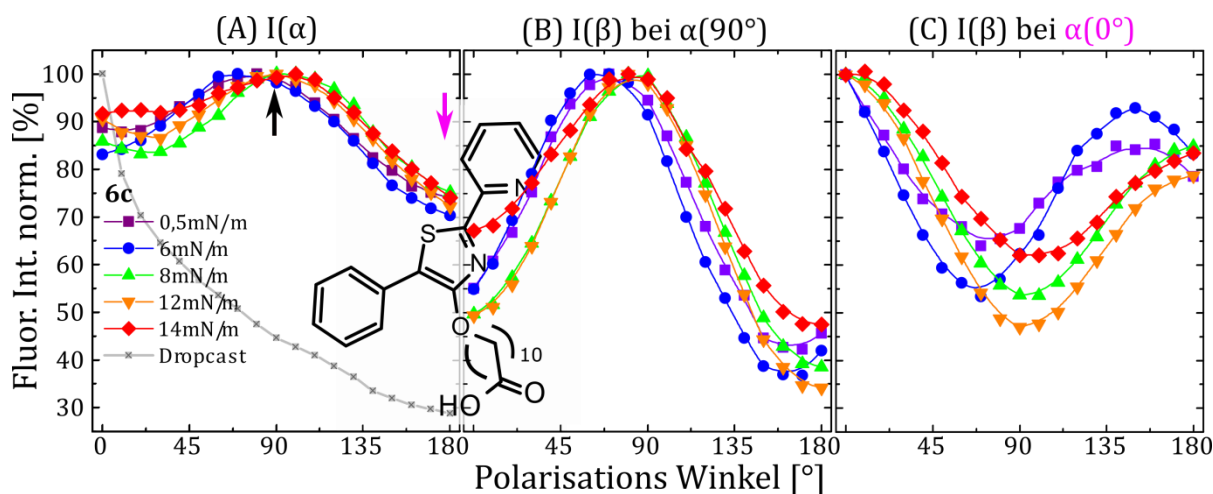 (A) I(α)
(B) I(β) bei α(90°)
(C) I(β) bei α(0°)
Fluor. Int. norm. [%]
100
90
80
70
60
50
40
30
6c
0,5mN/m
6mN/m
8mN/m
12mN/m
14mN/m
Dropcast
N
S
N
O
10
O
HO
0 45 90 135 180
45 90 135 180
45 90 135 180
Polarisations Winkel [°]